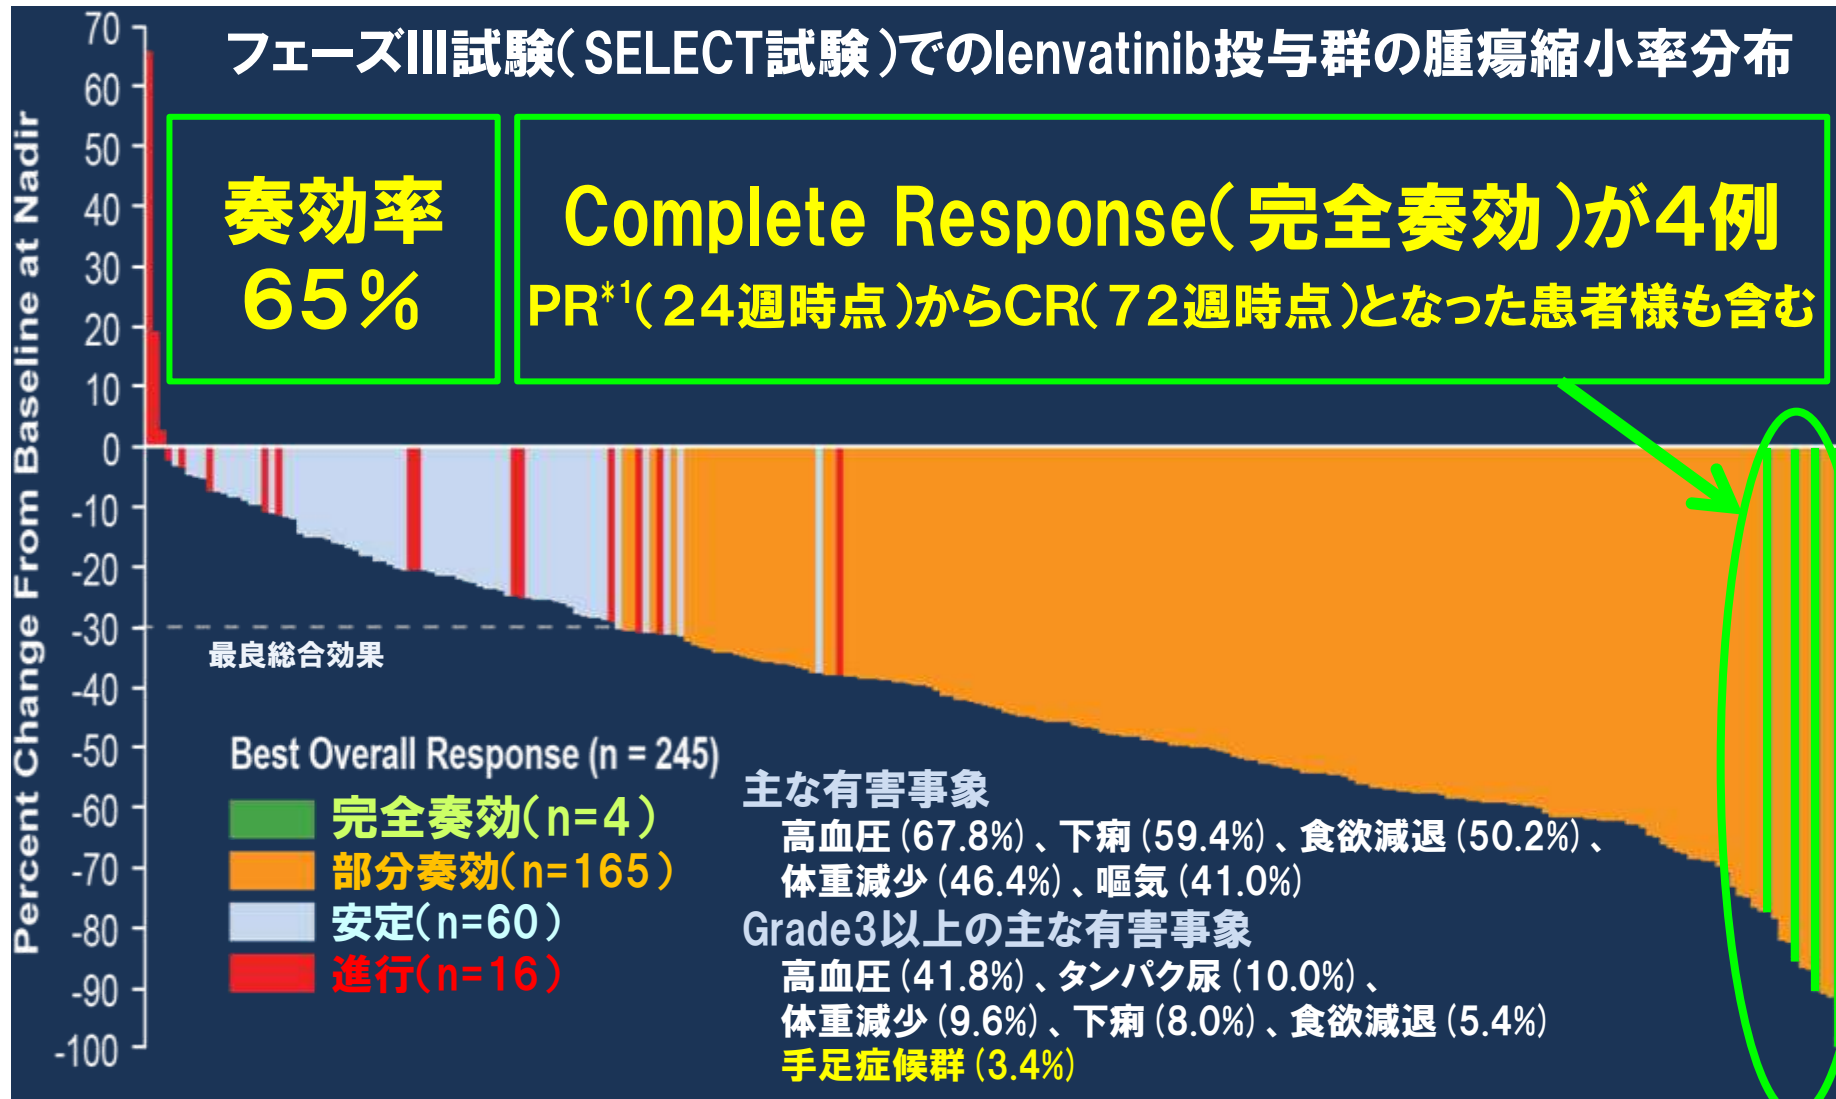 フェーズIII試験(SELECT試験)でのlenvatinib投与群の腫瘍縮小率分布
奏効率
65%
Complete Response(完全奏効)が4例
PR*1(24週時点)からCR(72週時点)となった患者様も含む
Percent Change From Baseline at Nadir
70
60
50
40
30
20
10
0
-10
-20
-30
-40
-50
-60
-70
-80
-90
-100
最良総合効果
Best Overall Response (n = 245)
完全奏効(n=4)
部分奏効(n=165)
安定(n=60)
進行(n=16)
主な有害事象
高血圧(67.8%)、下痢(59.4%)、食欲減退(50.2%)、
体重減少(46.4%)、嘔気(41.0%)
Grade3以上の主な有害事象
高血圧(41.8%)、タンパク尿(10.0%)、
体重減少(9.6%)、下痢(8.0%)、食欲減退(5.4%)
手足症候群(3.4%)